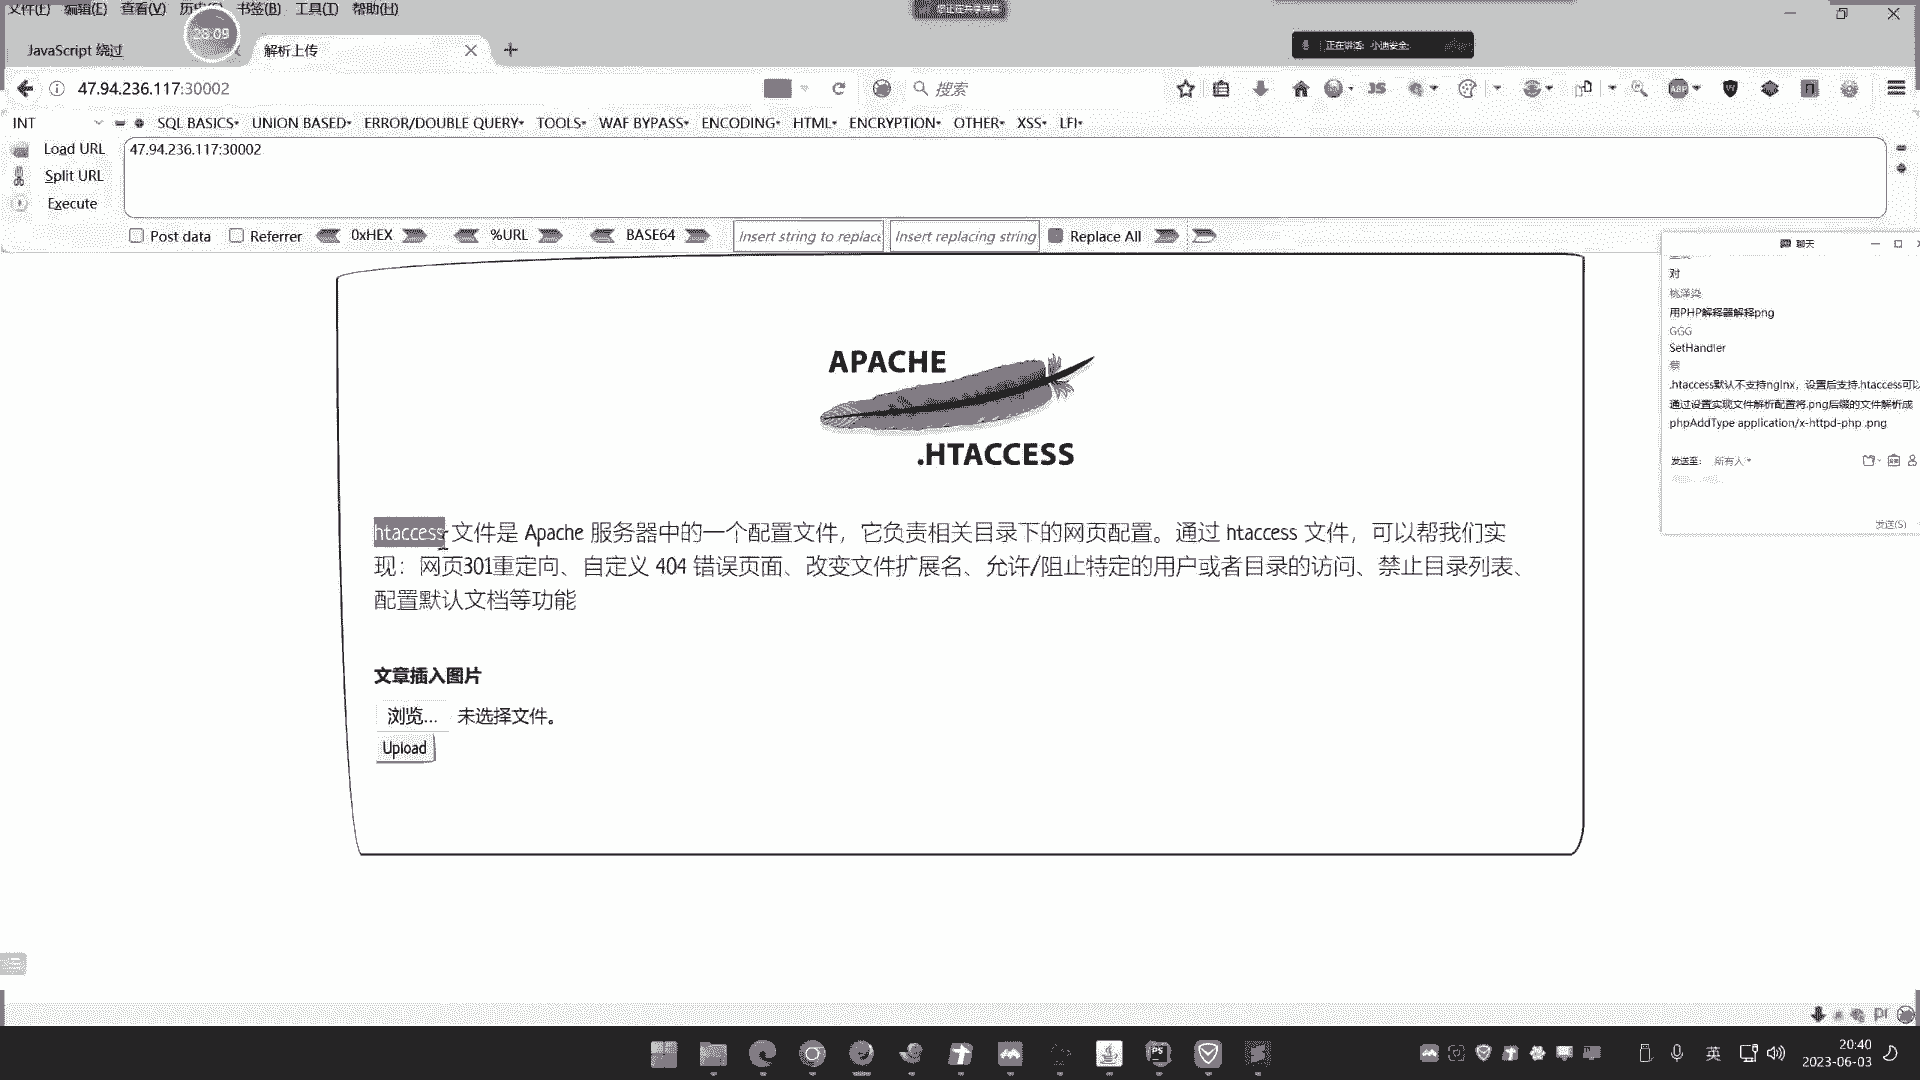 文件(F) 编辑(E) 查看(V) 历史(S) 书签(B) 工具(T) 帮助(H)
28:09
正在讲话: 小迪安全;
JavaScript 绕过
解析上传
47.94.236.117:30002
搜索
INT
SQL BASICS UNION BASED ERROR/DOUBLE QUERY TOOLS WAF BYPASS ENCODING HTML ENCRYPTION OTHER XSS LFI
Load URL
47.94.236.117:30002
Split URL
Execute
Post data Referrer 0xHEX %URL BASE64 Insert string to replace Insert replacing string Replace All
聊天
对
用PHP解释器解释png
GGG
SetHandler
蔡
.htaccess默认不支持nginx，设置后支持.htaccess可以
通过设置实现文件解析配置将.png后缀的文件解析成
phpAddType application/x-httpd-php .png
发送至: 所有人
发送(S)
APACHE
.HTACCESS
htaccess 文件是 Apache 服务器中的一个配置文件，它负责相关目录下的网页配置。通过 htaccess 文件，可以帮我们实
现：网页301重定向、自定义 404 错误页面、改变文件扩展名、允许/阻止特定的用户或者目录的访问、禁止目录列表、
配置默认文档等功能
文章插入图片
浏览... 未选择文件。
Upload
英
20:40
2023-06-03